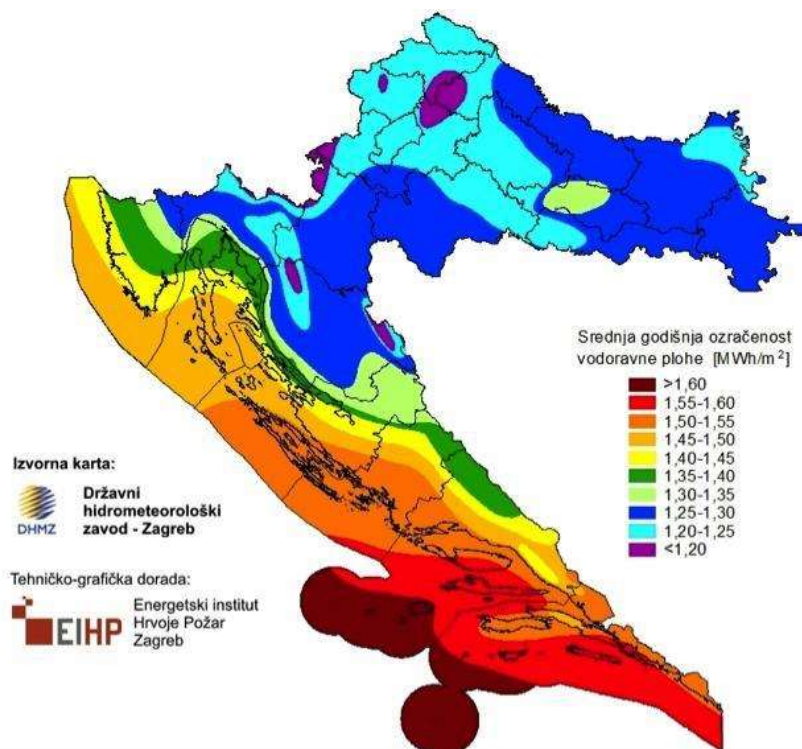 Srednja godišnja ozračenost
vodoravne plohe [MWh/m²]
>1,60
1,55-1,60
1,50-1,55
1,45-1,50
1,40-1,45
1,35-1,40
1,30-1,35
1,25-1,30
1,20-1,25
<1,20
Izvorna karta:
DHMZ
Državni
hidrometeorološki
zavod - Zagreb
Tehničko-grafička dorada:
EIHP
Energetski institut
Hrvoje Požar
Zagreb